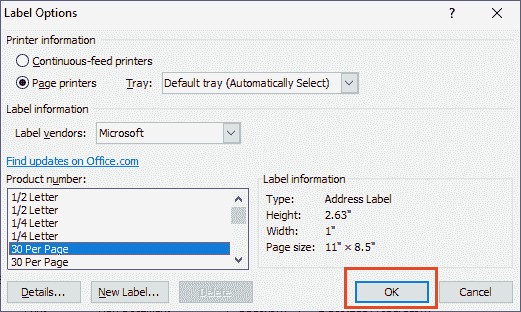 Label Options
?
Printer information
Continuous-feed printers
Page printers Tray: Default tray (Automatically Select)
Label information
Label vendors: Microsoft
Find updates on Office.com
Product number:
1/2 Letter
1/2 Letter
1/4 Letter
1/4 Letter
30 Per Page
30 Per Page
Label information
Type: Address Label
Height: 2.63"
Width: 1"
Page size: 11" × 8.5"
Details... New Label... Delete OK Cancel